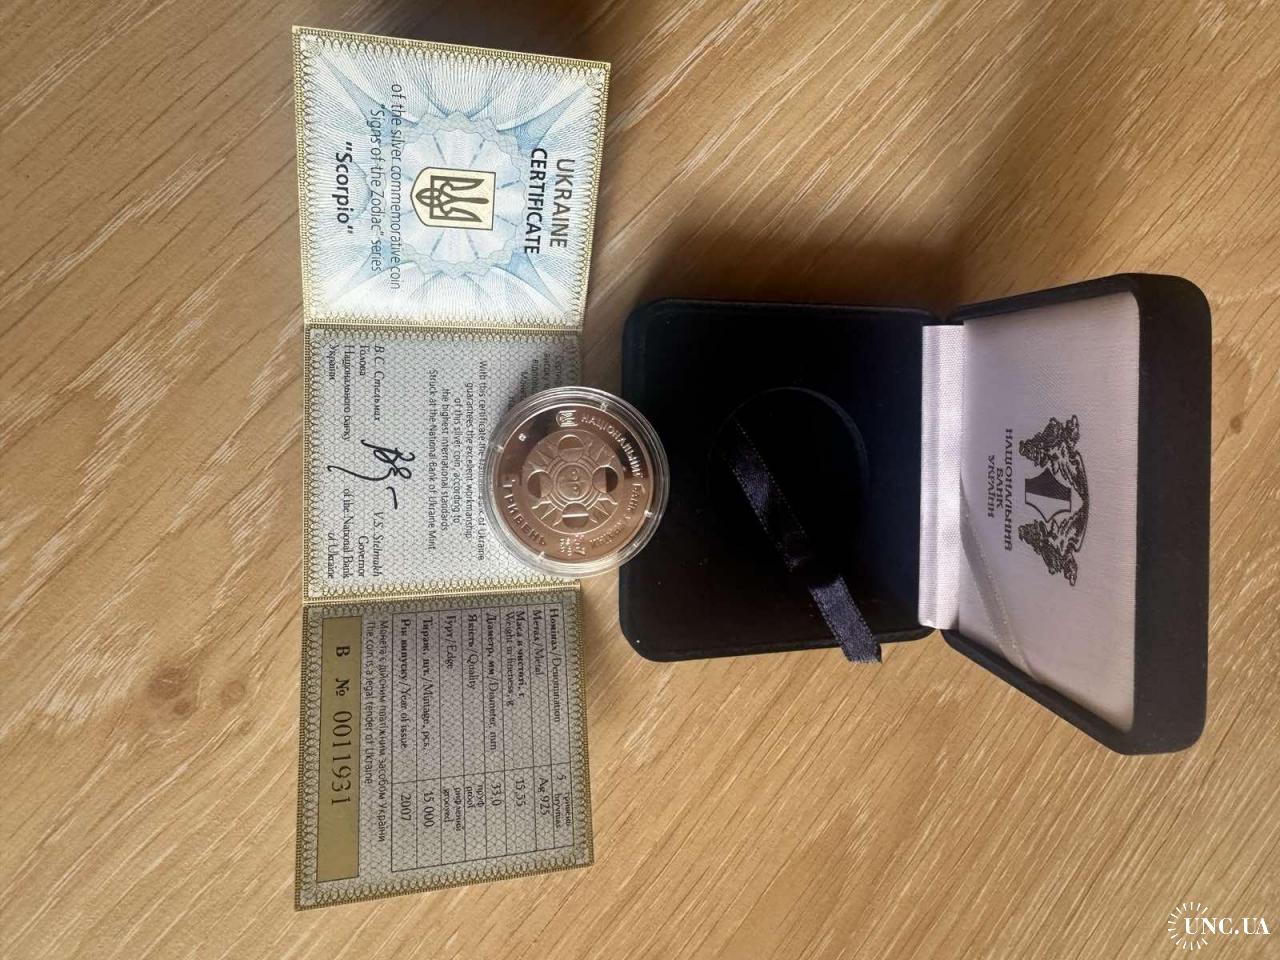 UKRAINE
CERTIFICATE
of the silver commemorative coin
"Signs of the Zodiac" series
"Scorpio"
With this certificate the of Ukraine
guarantees the excellent workmanship
of this silver coin, according to
the highest international standards
Struck at the National Bank of Ukraine Mint.
В.С. Стельмах
Голова
Національного банку
України
V.S. Stelmakh
Governor
of the National Bank
of Ukraine
НАЦІОНАЛЬНИЙ БАНК УКРАЇНИ
ГРИВЕНЬ
Номінал/Denomination 5 гривень hryvnias
Метал/Metal Ag 925
Маса в чистоті, г. 15,55
Weight in fineness, g.
Діаметр, мм/Diameter, mm. 33,0
Якість/Quality пруф proof
Гурт/Edge рифлений grooved
Тираж, шт./Mintage, pcs. 15 000
Рік випуску/Year of issue 2007
Монета є дійсним платіжним засобом України
The coin is a legal tender of Ukraine
В № 0011931
НАЦІОНАЛЬНИЙ
БАНК
УКРАЇНИ
UNC.UA